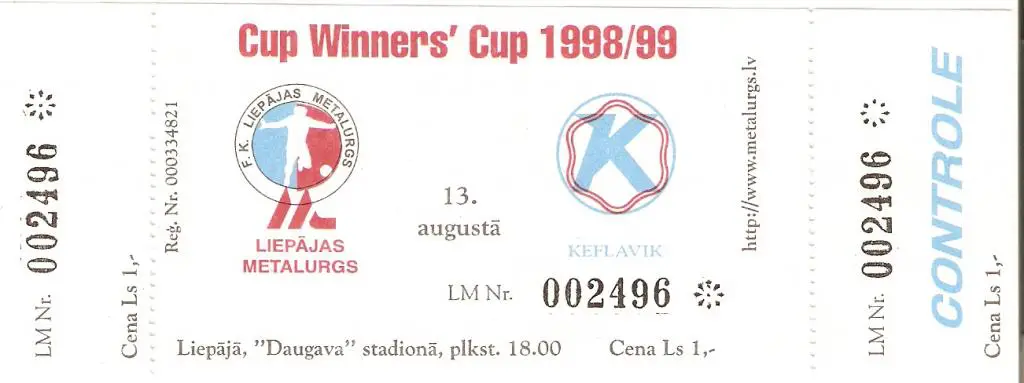 LM Nr. 002496 ※
Cena Ls 1,-
Cup Winners' Cup 1998/99
Reģ. Nr. 000334821
F. K. LIEPĀJAS METALURGS
LIEPĀJAS
METALURGS
13.
augustā
K
KEFLAVIK
http://www.metalurgs.lv
LM Nr. 002496 ※
Liepājā, "Daugava" stadionā, plkst. 18.00 Cena Ls 1,-
LM Nr. 002496 ※
CONTROLE
Cena Ls 1,-